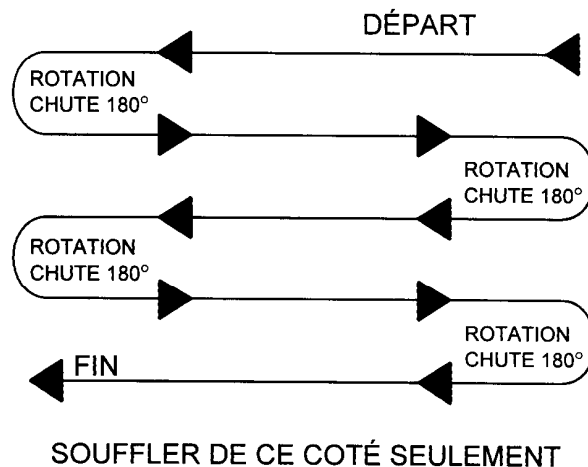 DÉPART
ROTATION
CHUTE 180°
ROTATION
CHUTE 180°
ROTATION
CHUTE 180°
ROTATION
CHUTE 180°
FIN
SOUFFLER DE CE COTÉ SEULEMENT